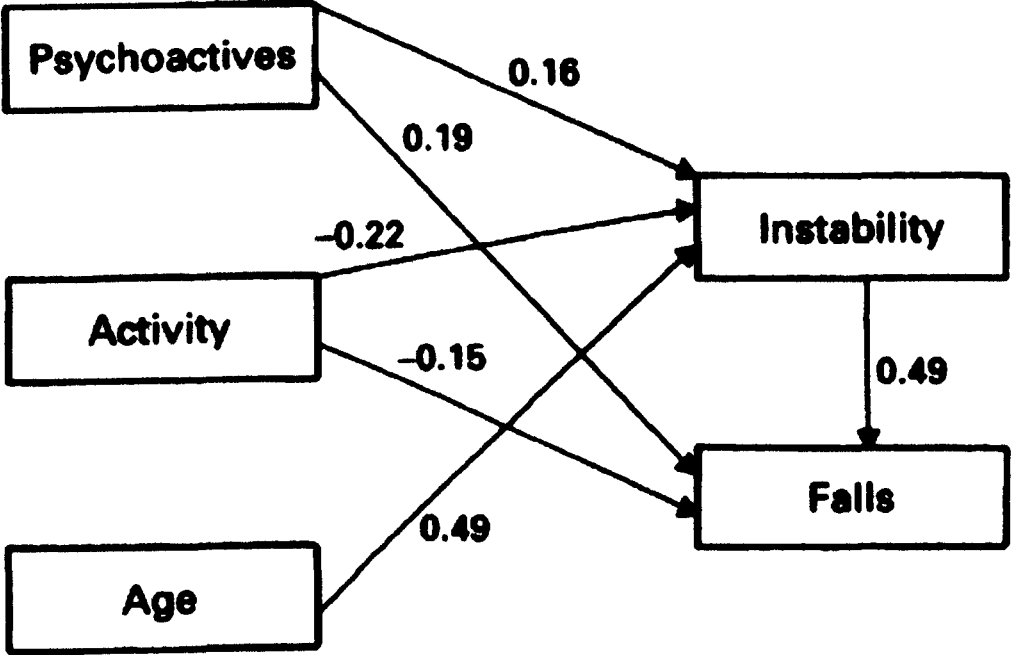 Psychoactives
0.16
0.19
Instability
–0.22
Activity
–0.15
0.49
Falls
0.49
Age